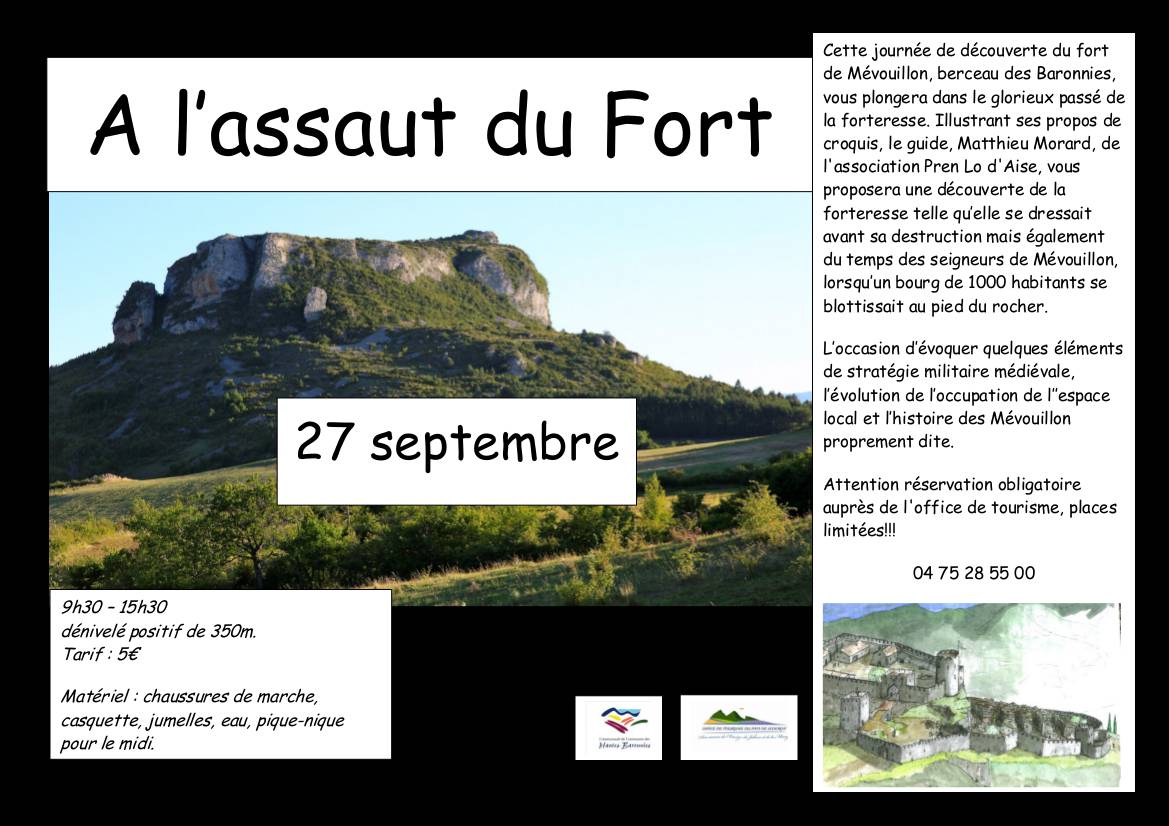 A l’assaut du Fort
27 septembre
9h30 – 15h30
dénivelé positif de 350m.
Tarif : 5€
Matériel : chaussures de marche,
casquette, jumelles, eau, pique-nique
pour le midi.
Cette journée de découverte du fort
de Mévouillon, berceau des Baronnies,
vous plongera dans le glorieux passé de
la forteresse. Illustrant ses propos de
croquis, le guide, Matthieu Morard, de
l'association Pren Lo d'Aise, vous
proposera une découverte de la
forteresse telle qu’elle se dressait
avant sa destruction mais également
du temps des seigneurs de Mévouillon,
lorsqu’un bourg de 1000 habitants se
blottissait au pied du rocher.
L’occasion d’évoquer quelques éléments
de stratégie militaire médiévale,
l’évolution de l’occupation de l’’espace
local et l’histoire des Mévouillon
proprement dite.
Attention réservation obligatoire
auprès de l'office de tourisme, places
limitées!!!
04 75 28 55 00
Hautes Baronnies